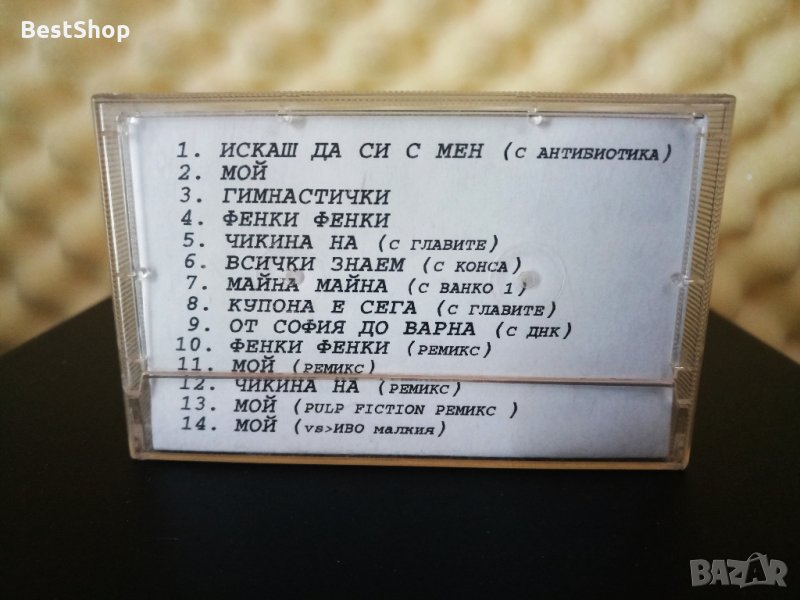 BestShop
1. ИСКАШ ДА СИ С МЕН (С АНТИБИОТИКА)
2. МОЙ
3. ГИМНАСТИЧКИ
4. ФЕНКИ ФЕНКИ
5. ЧИКИНА НА (С ГЛАВИТЕ)
6. ВСИЧКИ ЗНАЕМ (С КОНСА)
7. МАЙНА МАЙНА (С ВАНКО 1)
8. КУПОНА Е СЕГА (С ГЛАВИТЕ)
9. ОТ СОФИЯ ДО ВАРНА (С ДНК)
10. ФЕНКИ ФЕНКИ (РЕМИКС)
11. МОЙ (РЕМИКС)
12. ЧИКИНА НА (РЕМИКС)
13. МОЙ (PULP FICTION РЕМИКС )
14. МОЙ (vs>ИВО малкия)
BAZAR